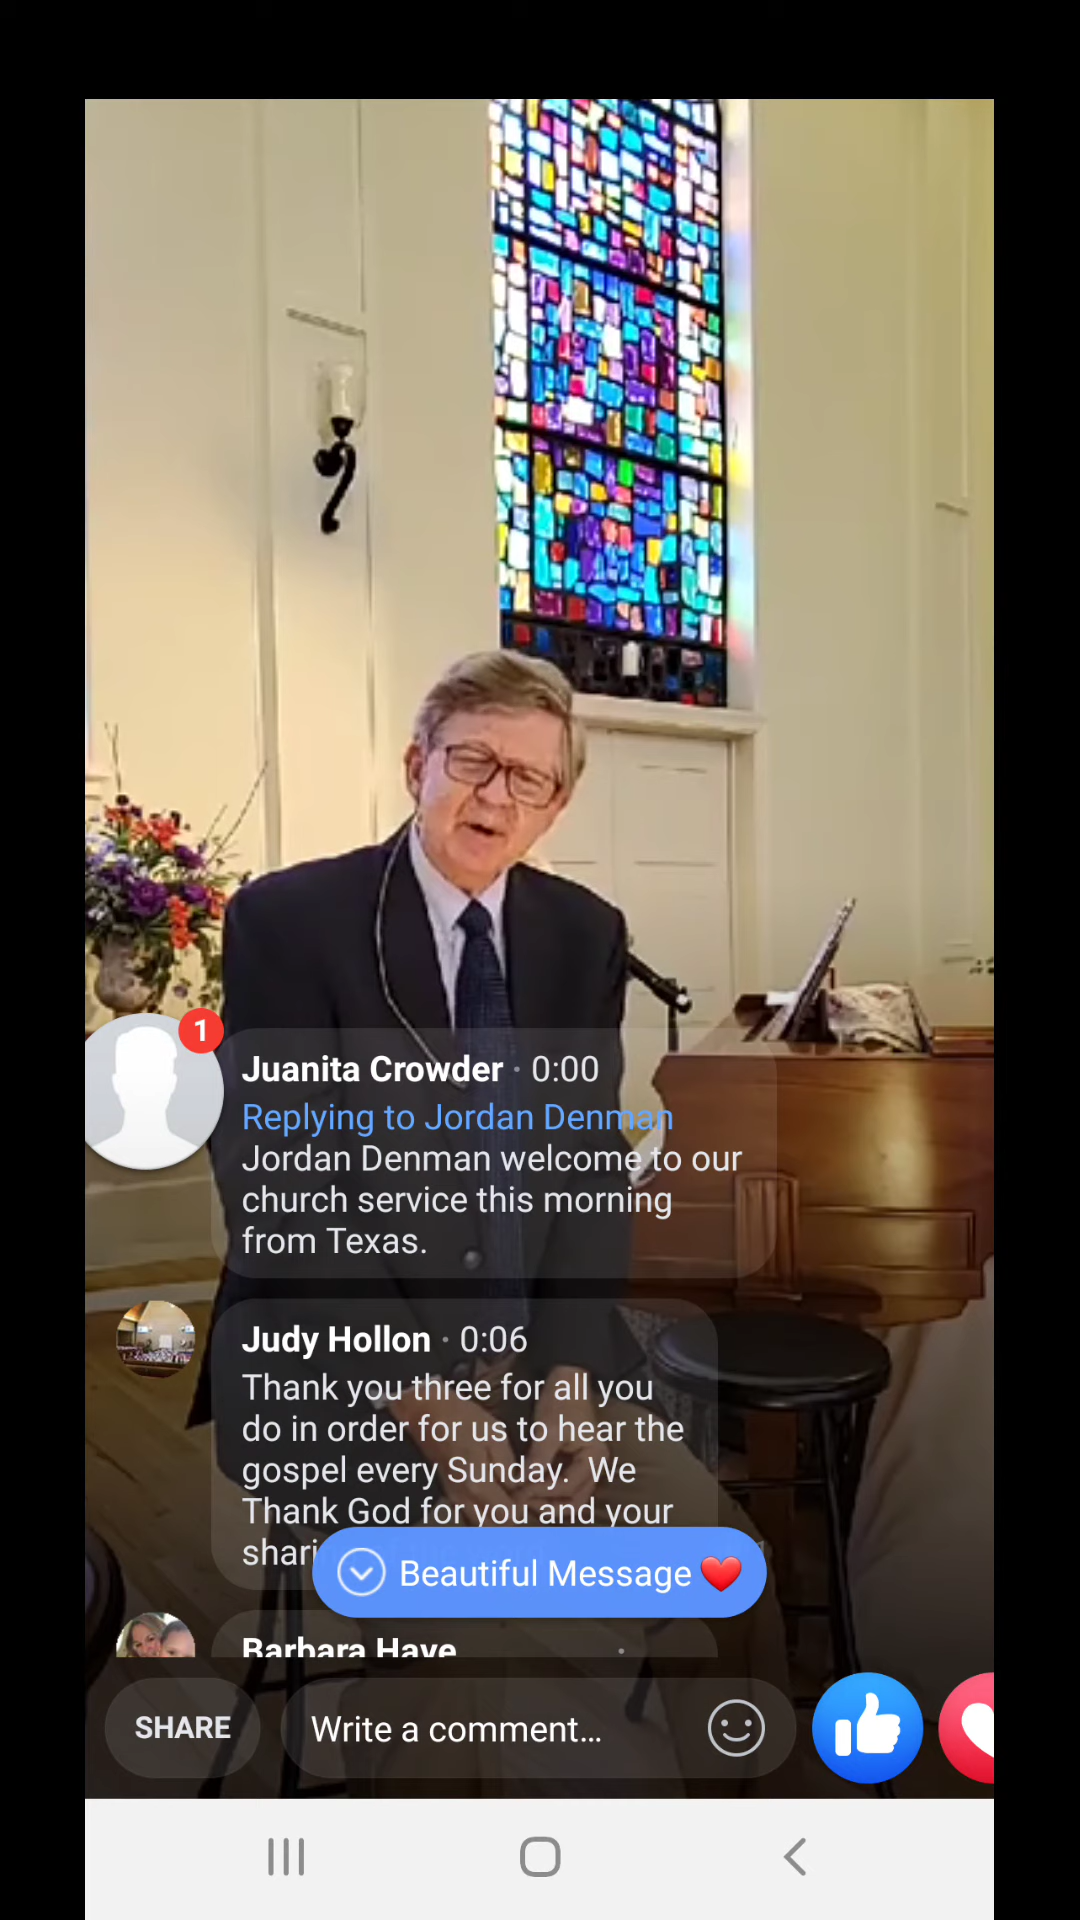 1
Juanita Crowder · 0:00
Replying to Jordan Denman
Jordan Denman welcome to our
church service this morning
from Texas.
Judy Hollon · 0:06
Thank you three for all you
do in order for us to hear the
gospel every Sunday. We
Thank God for you and your
Beautiful Message ❤️
Barbara Haye
SHARE
Write a comment...